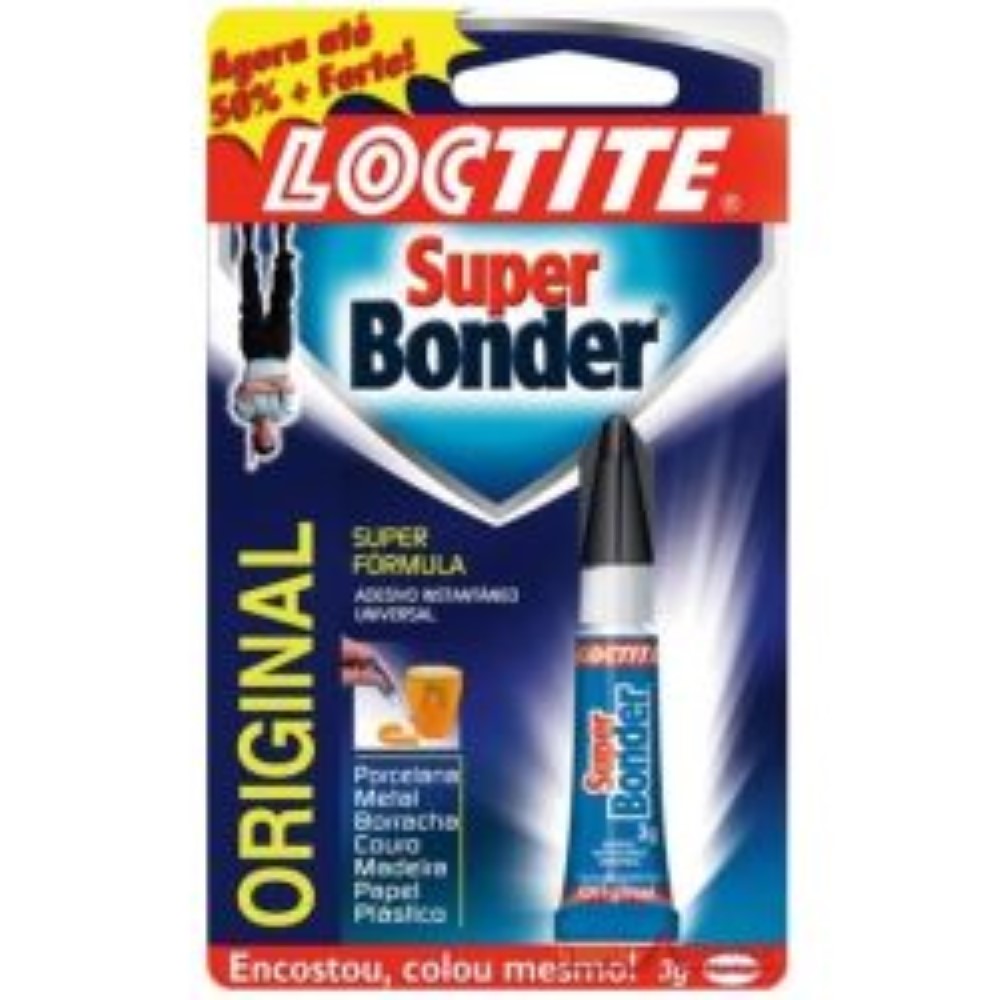 Agora até
50% + Forte!
LOCTITE®
Super
Bonder®
ORIGINAL
SUPER
FÓRMULA
ADESIVO INSTANTÂNEO
UNIVERSAL
Porcelana
Metal
Borracha
Couro
Madeira
Papel
Plástico
LOCTITE
Super
Bonder
3g
Original
Encostou, colou mesmo! 3g